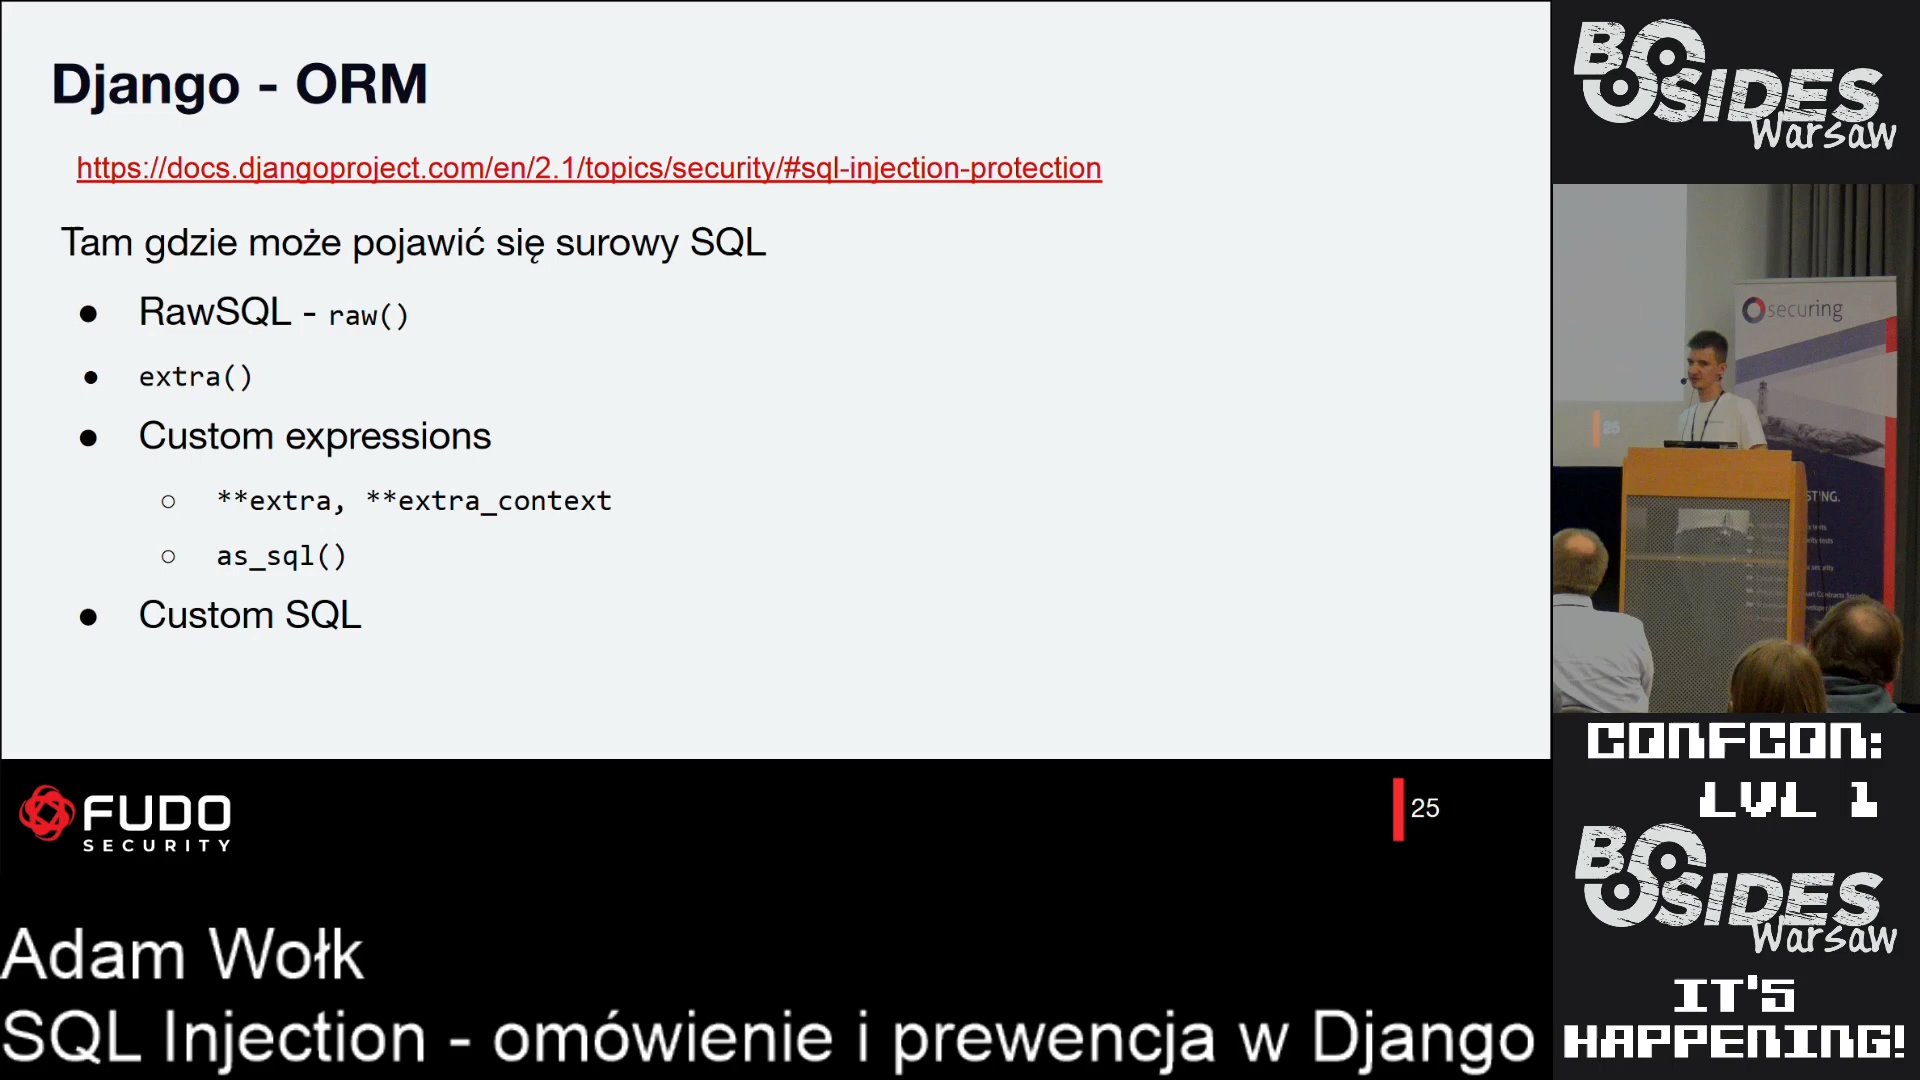 Django - ORM
https://docs.djangoproject.com/en/2.1/topics/security/#sql-injection-protection
Tam gdzie może pojawić się surowy SQL
● RawSQL - raw()
● extra()
● Custom expressions
○ **extra, **extra_context
○ as_sql()
● Custom SQL
FUDO
SECURITY
25
Adam Wołk
SQL Injection - omówienie i prewencja w Django
BSIDES
Warsaw
securing
25
CONFCON:
LVL 1
BSIDES
Warsaw
IT'S
HAPPENING!